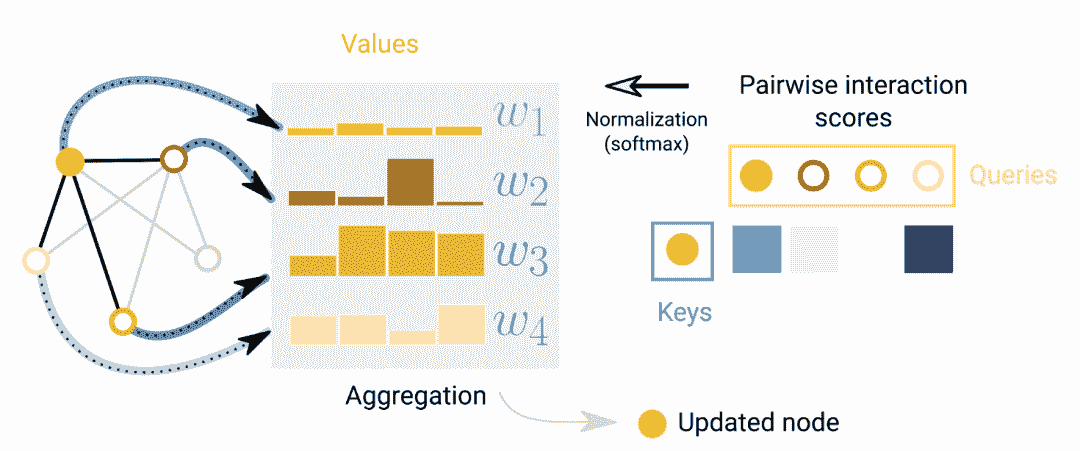 Values
Pairwise interaction
scores
Normalization
(softmax)
w1
w2
w3
w4
Queries
Keys
Aggregation
Updated node